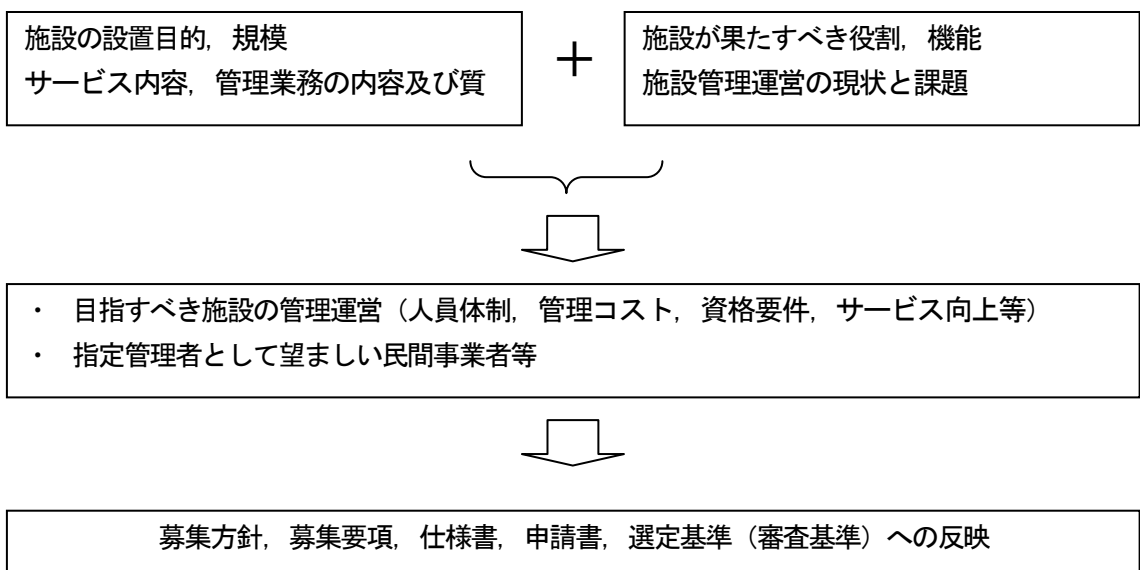 施設の設置目的，規模
サービス内容，管理業務の内容及び質
＋
施設が果たすべき役割，機能
施設管理運営の現状と課題
・ 目指すべき施設の管理運営（人員体制，管理コスト，資格要件，サービス向上等）
・ 指定管理者として望ましい民間事業者等
募集方針，募集要項，仕様書，申請書，選定基準（審査基準）への反映